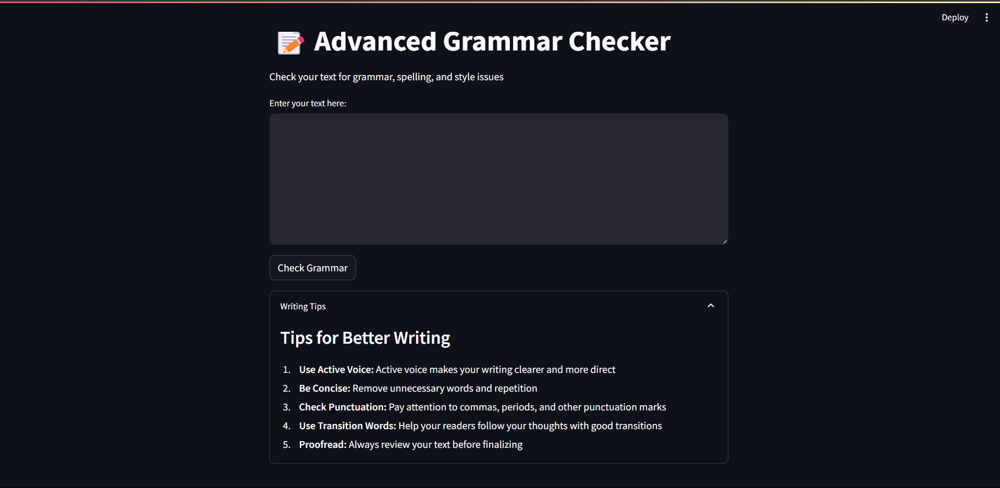 Deploy
Advanced Grammar Checker
Check your text for grammar, spelling, and style issues
Enter your text here:
Check Grammar
Writing Tips
Tips for Better Writing
1. Use Active Voice: Active voice makes your writing clearer and more direct
2. Be Concise: Remove unnecessary words and repetition
3. Check Punctuation: Pay attention to commas, periods, and other punctuation marks
4. Use Transition Words: Help your readers follow your thoughts with good transitions
5. Proofread: Always review your text before finalizing